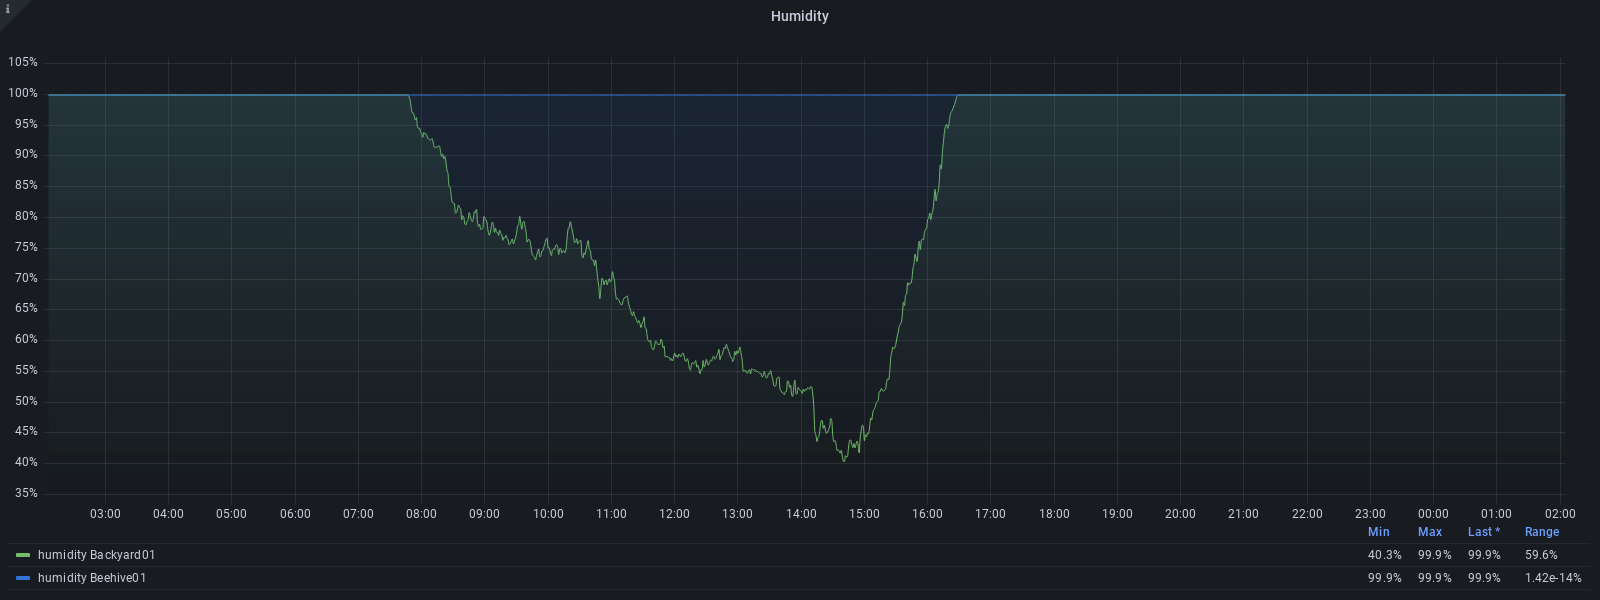 i
Humidity
105%
100%
95%
90%
85%
80%
75%
70%
65%
60%
55%
50%
45%
40%
35%
03:00 04:00 05:00 06:00 07:00 08:00 09:00 10:00 11:00 12:00 13:00 14:00 15:00 16:00 17:00 18:00 19:00 20:00 21:00 22:00 23:00 00:00 01:00 02:00
Min Max Last * Range
humidity Backyard01 40.3% 99.9% 99.9% 59.6%
humidity Beehive01 99.9% 99.9% 99.9% 1.42e-14%